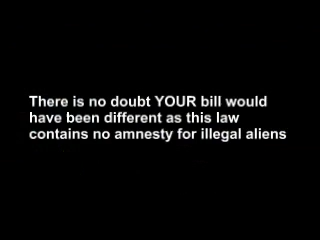 There is no doubt YOUR bill would
have been different as this law
contains no amnesty for illegal aliens